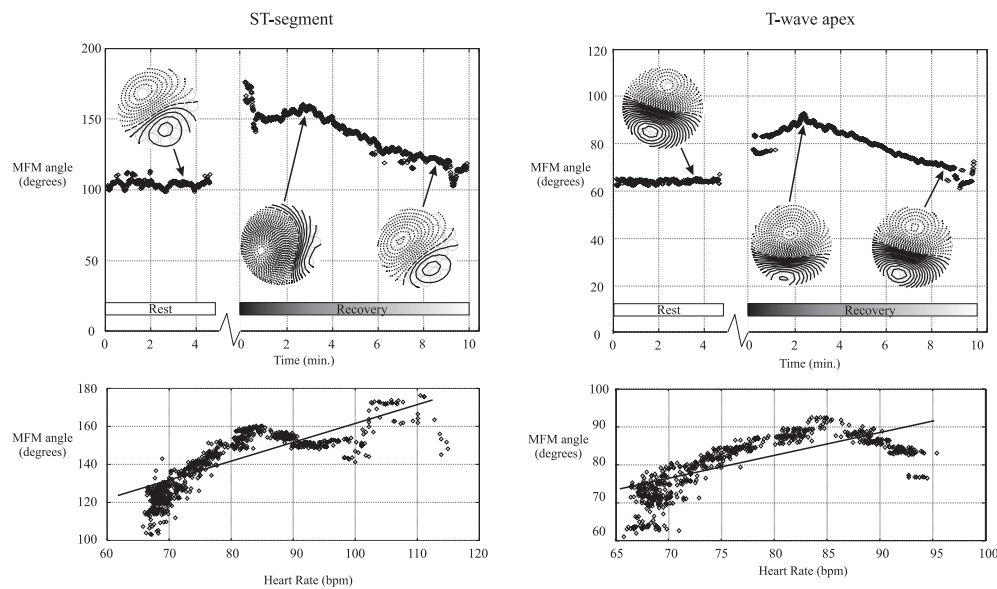 ST-segment
T-wave apex
200
150
100
50
0
MFM angle
(degrees)
Rest
Recovery
0 2 4 0 2 4 6 8 10
Time (min.)
120
100
80
60
40
20
0
MFM angle
(degrees)
Rest
Recovery
0 2 4 0 2 4 6 8 10
Time (min.)
180
160
140
120
100
MFM angle
(degrees)
60 70 80 90 100 110 120
Heart Rate (bpm)
100
90
80
70
60
MFM angle
(degrees)
65 70 75 80 85 90 95 100
Heart Rate (bpm)